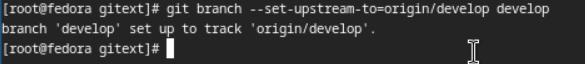 [root@fedora gitext]# git branch --set-upstream-to=origin/develop develop
branch 'develop' set up to track 'origin/develop'.
[root@fedora gitext]#